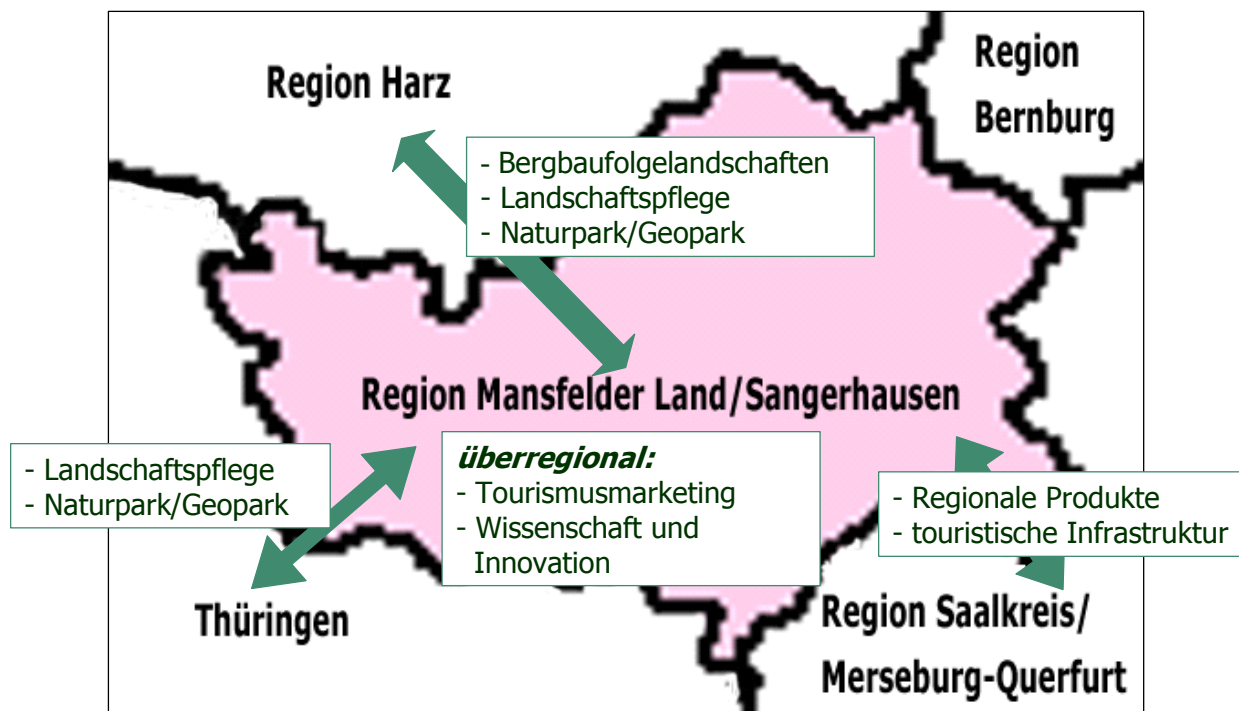 Region Harz
Region
Bernburg
- Bergbaufolgelandschaften
- Landschaftspflege
- Naturpark/Geopark
Region Mansfelder Land/Sangerhausen
- Landschaftspflege
- Naturpark/Geopark
überregional:
- Tourismusmarketing
- Wissenschaft und
Innovation
- Regionale Produkte
- touristische Infrastruktur
Thüringen
Region Saalkreis/
Merseburg-Querfurt